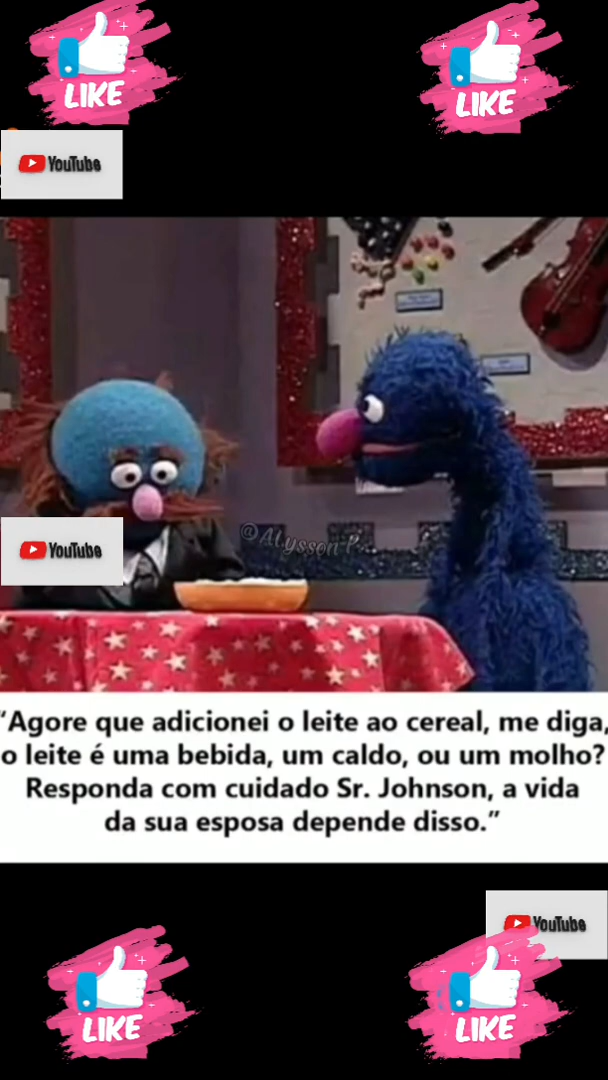 LIKE
LIKE
YouTube
YouTube
@ALysson P.
"Agore que adicionei o leite ao cereal, me diga,
o leite é uma bebida, um caldo, ou um molho?
Responda com cuidado Sr. Johnson, a vida
da sua esposa depende disso."
YouTube
LIKE
LIKE